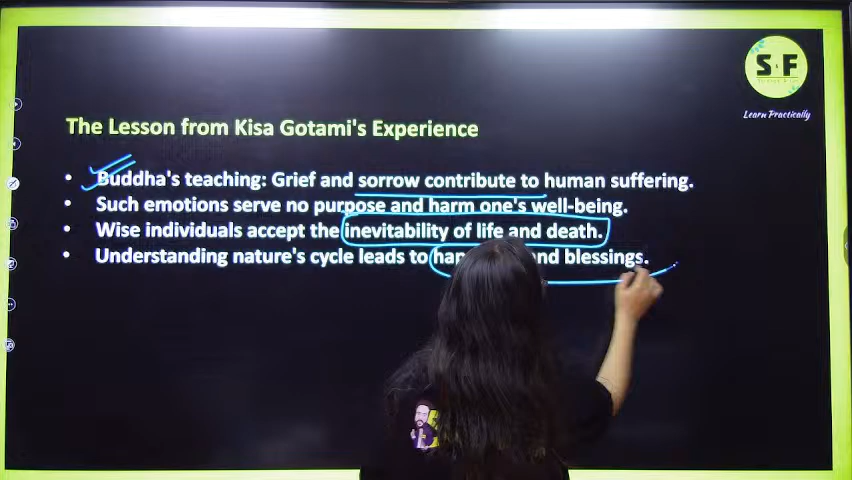 S&F
Learn Practically
The Lesson from Kisa Gotami's Experience
• Buddha's teaching: Grief and sorrow contribute to human suffering.
• Such emotions serve no purpose and harm one's well-being.
• Wise individuals accept the inevitability of life and death.
• Understanding nature's cycle leads to and blessings.